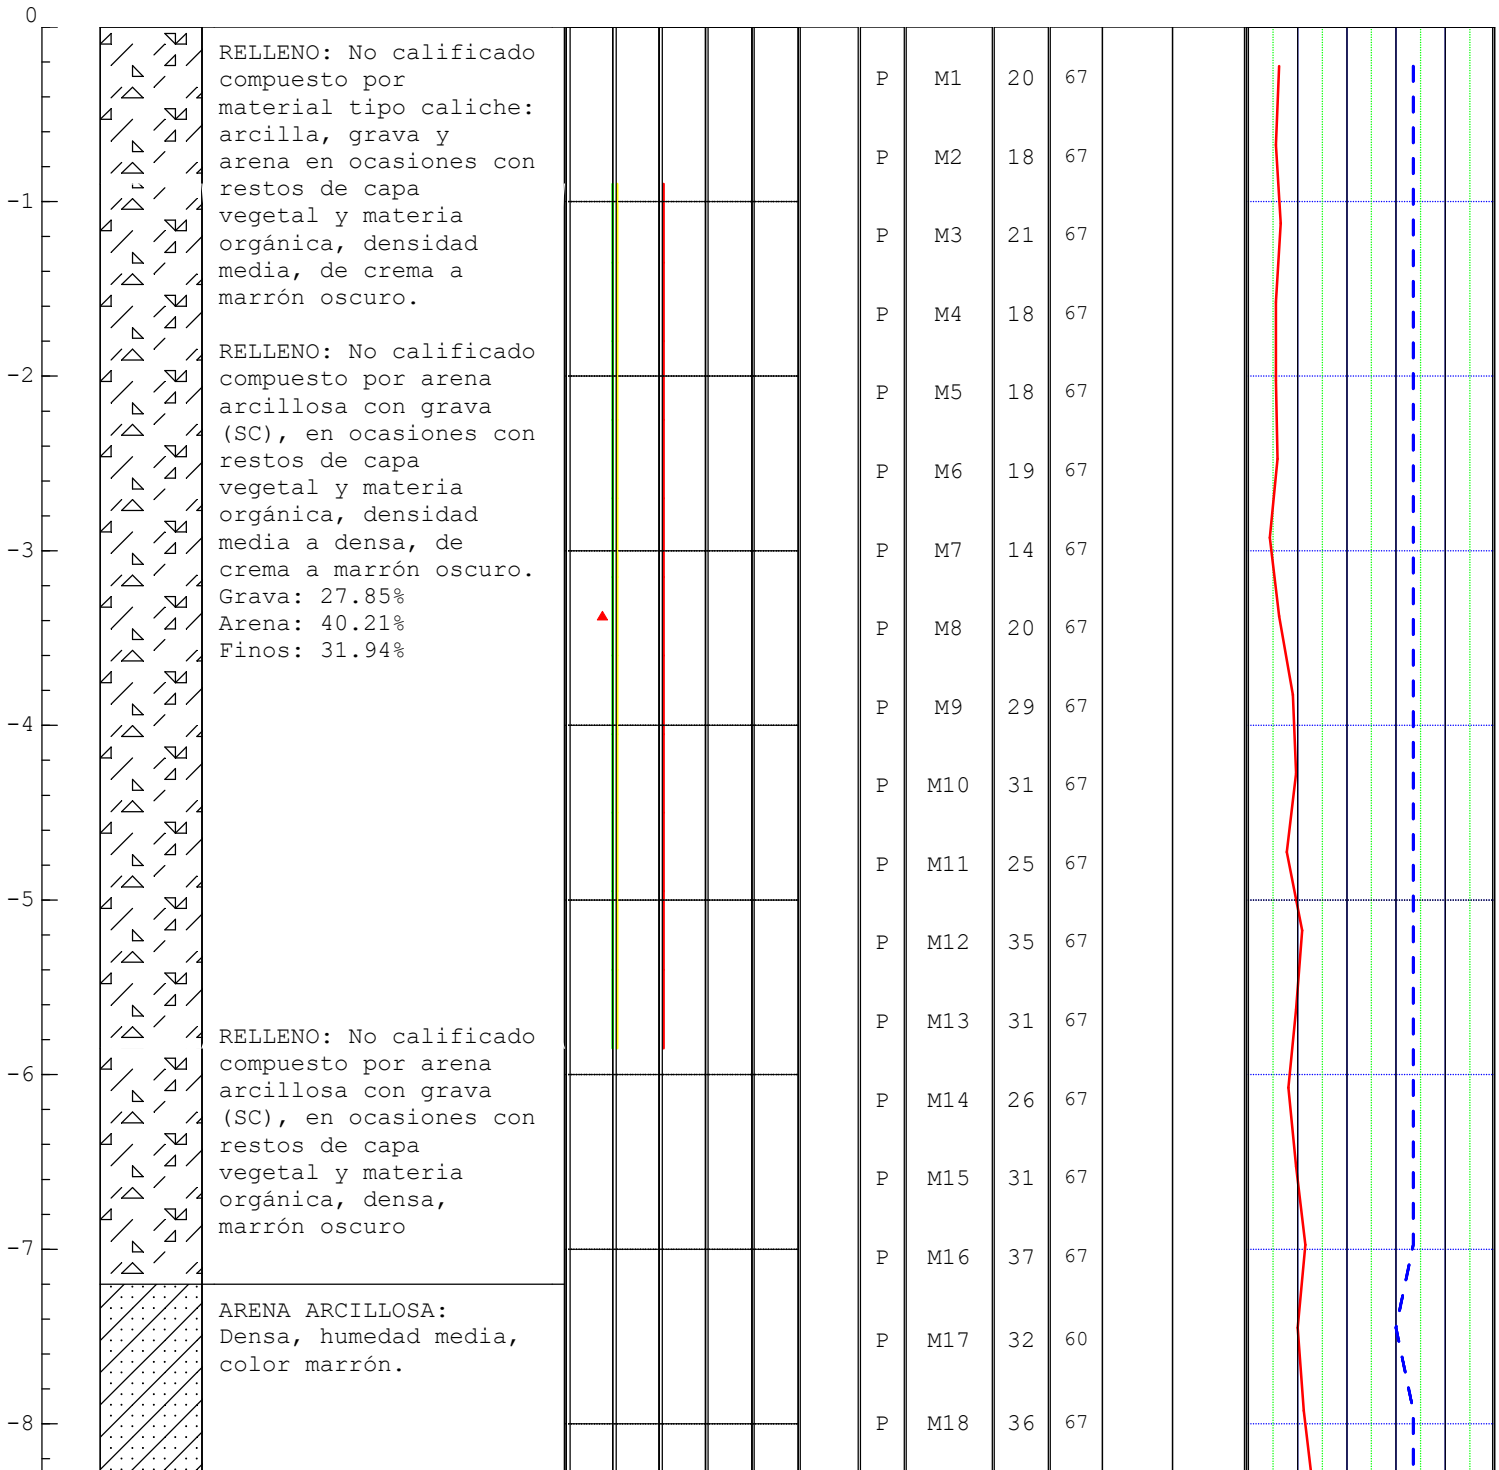 0
RELLENO: No calificado
compuesto por
material tipo caliche:
arcilla, grava y
arena en ocasiones con
restos de capa
vegetal y materia
orgánica, densidad
media, de crema a
marrón oscuro.
RELLENO: No calificado
compuesto por arena
arcillosa con grava
(SC), en ocasiones con
restos de capa
vegetal y materia
orgánica, densidad
media a densa, de
crema a marrón oscuro.
Grava: 27.85%
Arena: 40.21%
Finos: 31.94%
RELLENO: No calificado
compuesto por arena
arcillosa con grava
(SC), en ocasiones con
restos de capa
vegetal y materia
orgánica, densa,
marrón oscuro
ARENA ARCILLOSA:
Densa, humedad media,
color marrón.
-1
-2
-3
-4
-5
-6
-7
-8
P M1 20 67
P M2 18 67
P M3 21 67
P M4 18 67
P M5 18 67
P M6 19 67
P M7 14 67
P M8 20 67
P M9 29 67
P M10 31 67
P M11 25 67
P M12 35 67
P M13 31 67
P M14 26 67
P M15 31 67
P M16 37 67
P M17 32 60
P M18 36 67